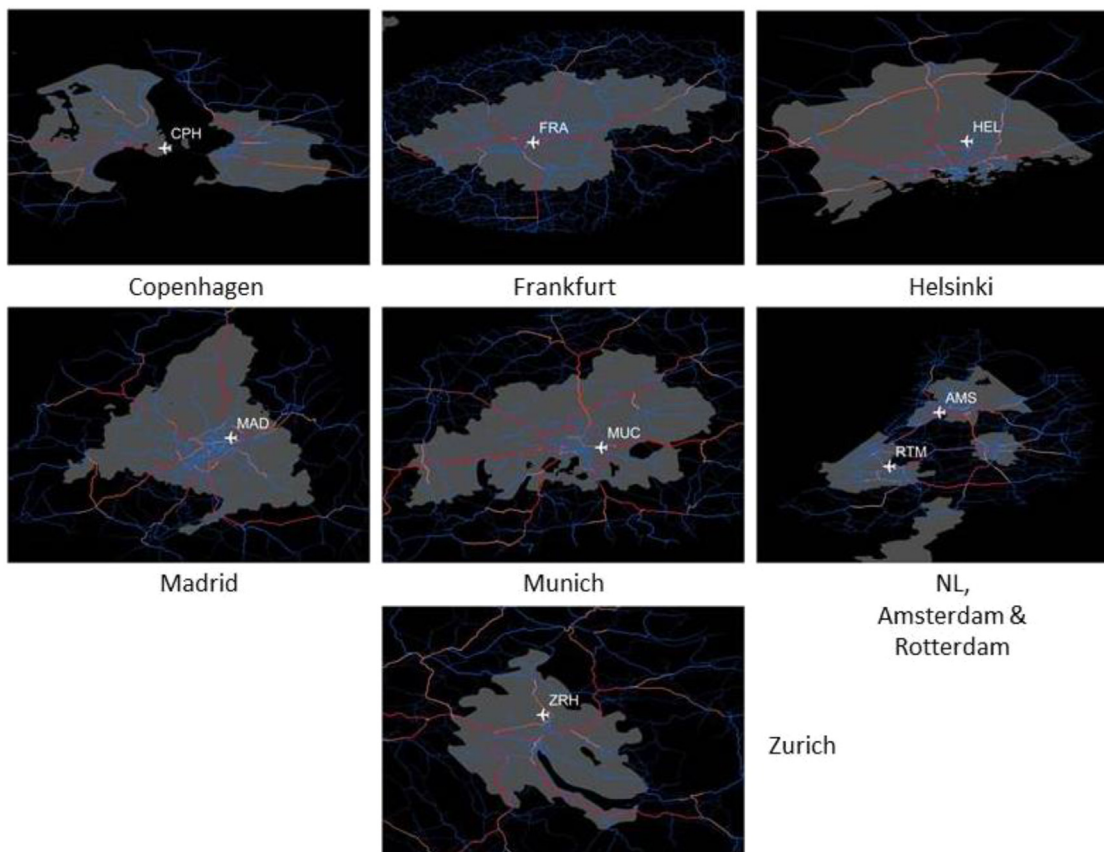 CPH
FRA
HEL
Copenhagen
Frankfurt
Helsinki
MAD
MUC
AMS
RTM
Madrid
Munich
NL,
Amsterdam &
Rotterdam
ZRH
Zurich